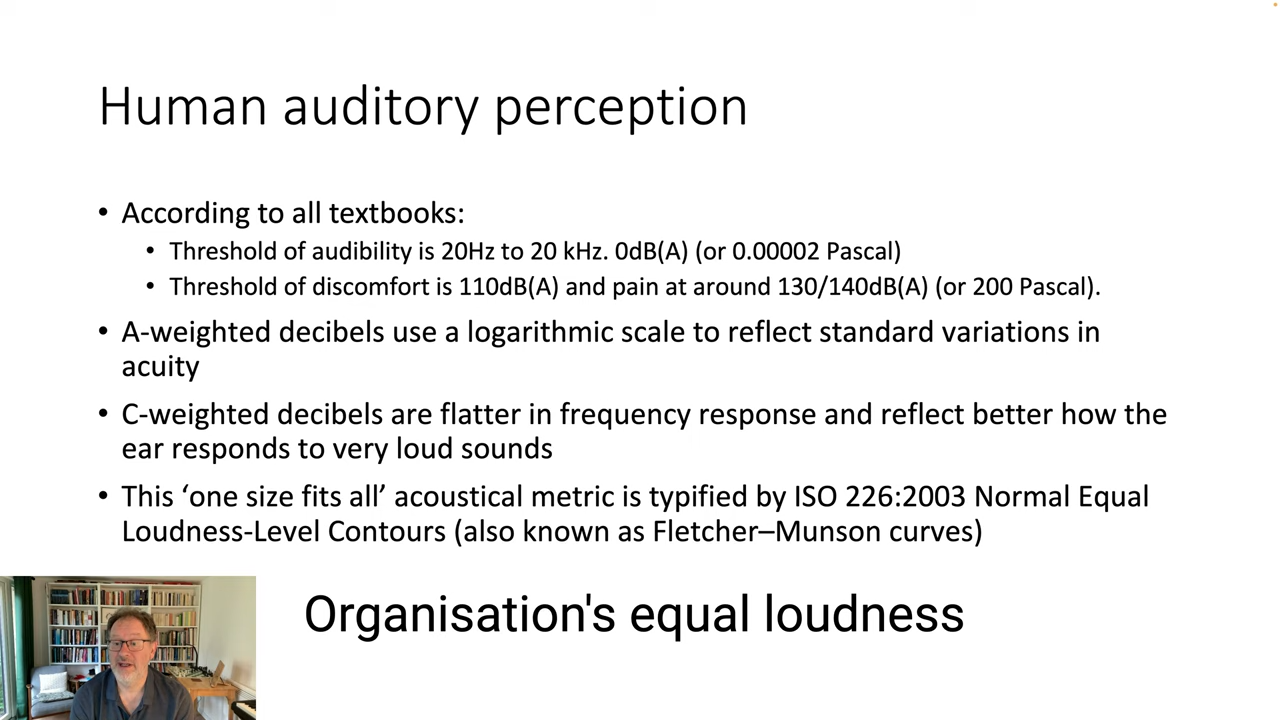 Human auditory perception
• According to all textbooks:
• Threshold of audibility is 20Hz to 20 kHz. 0dB(A) (or 0.00002 Pascal)
• Threshold of discomfort is 110dB(A) and pain at around 130/140dB(A) (or 200 Pascal).
• A-weighted decibels use a logarithmic scale to reflect standard variations in
acuity
• C-weighted decibels are flatter in frequency response and reflect better how the
ear responds to very loud sounds
• This ‘one size fits all’ acoustical metric is typified by ISO 226:2003 Normal Equal
Loudness-Level Contours (also known as Fletcher–Munson curves)
Organisation's equal loudness